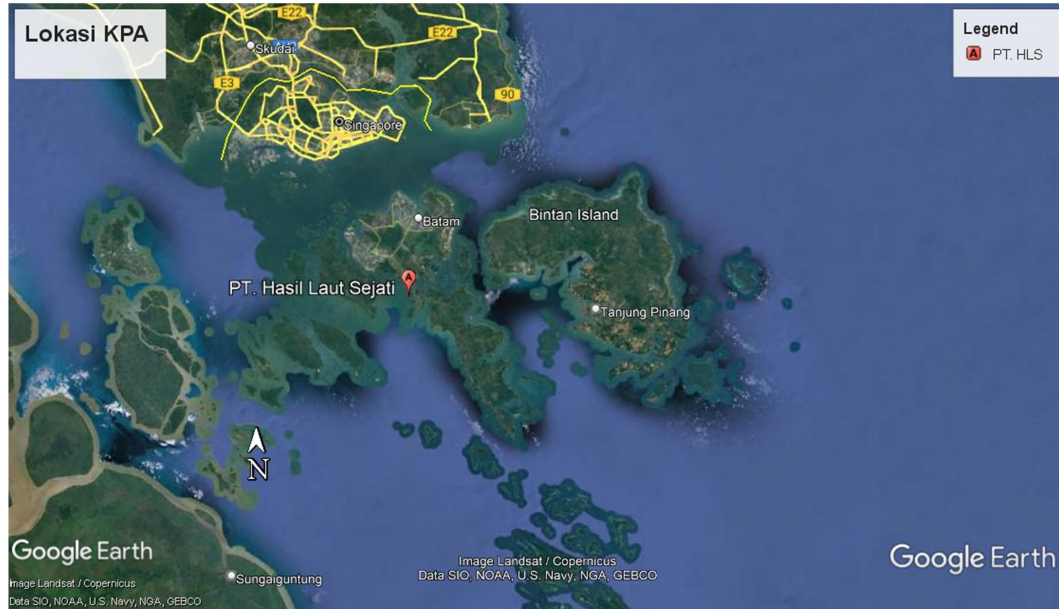 Lokasi KPA
Legend
A PT. HLS
E22
E22
Skudai
E3
90
Singapore
Batam
Bintan Island
A
PT. Hasil Laut Sejati
Tanjung Pinang
N
Google Earth
Image Landsat / Copernicus
Data SIO, NOAA, U.S. Navy, NGA, GEBCO
Sungaiguntung
Image Landsat / Copernicus
Data SIO, NOAA, U.S. Navy, NGA, GEBCO
Google Earth